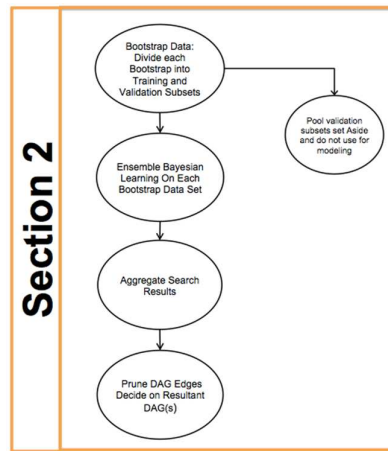 Section 2
Bootstrap Data:
Divide each
Bootstrap into
Training and
Validation Subsets
Pool validation
subsets set Aside
and do not use for
modeling
Ensemble Bayesian
Learning On Each
Bootstrap Data Set
Aggregate Search
Results
Prune DAG Edges
Decide on Resultant
DAG(s)